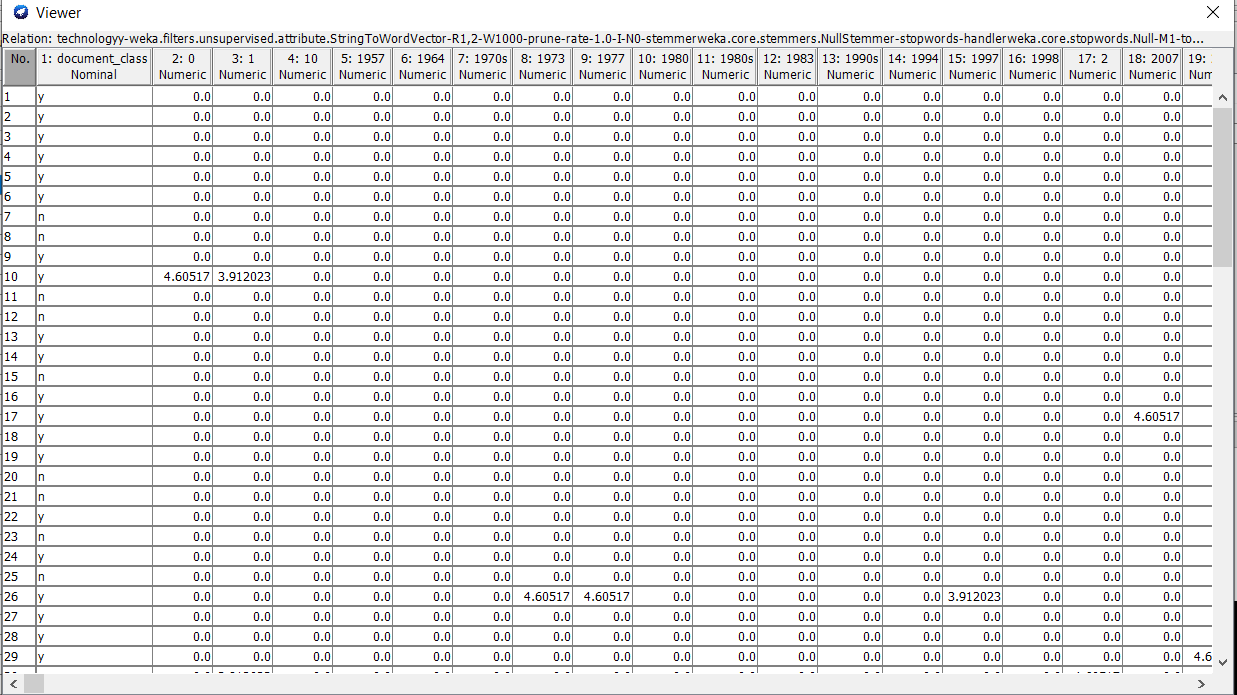 Viewer
Relation: technologyy-weka.filters.unsupervised.attribute.StringToWordVector-R1,2-W1000-prune-rate-1.0-I-N0-stemmerweka.core.stemmers.NullStemmer-stopwords-handlerweka.core.stopwords.Null-M1-to...
No. 1: document_class 2: 0 3: 1 4: 10 5: 1957 6: 1964 7: 1970s 8: 1973 9: 1977 10: 1980 11: 1980s 12: 1983 13: 1990s 14: 1994 15: 1997 16: 1998 17: 2 18: 2007 19:
Nominal Numeric Numeric Numeric Numeric Numeric Numeric Numeric Numeric Numeric Numeric Numeric Numeric Numeric Numeric Numeric Numeric Numeric Num
1 y 0.0 0.0 0.0 0.0 0.0 0.0 0.0 0.0 0.0 0.0 0.0 0.0 0.0 0.0 0.0 0.0 0.0
2 y 0.0 0.0 0.0 0.0 0.0 0.0 0.0 0.0 0.0 0.0 0.0 0.0 0.0 0.0 0.0 0.0 0.0
3 y 0.0 0.0 0.0 0.0 0.0 0.0 0.0 0.0 0.0 0.0 0.0 0.0 0.0 0.0 0.0 0.0 0.0
4 y 0.0 0.0 0.0 0.0 0.0 0.0 0.0 0.0 0.0 0.0 0.0 0.0 0.0 0.0 0.0 0.0 0.0
5 y 0.0 0.0 0.0 0.0 0.0 0.0 0.0 0.0 0.0 0.0 0.0 0.0 0.0 0.0 0.0 0.0 0.0
6 y 0.0 0.0 0.0 0.0 0.0 0.0 0.0 0.0 0.0 0.0 0.0 0.0 0.0 0.0 0.0 0.0 0.0
7 n 0.0 0.0 0.0 0.0 0.0 0.0 0.0 0.0 0.0 0.0 0.0 0.0 0.0 0.0 0.0 0.0 0.0
8 n 0.0 0.0 0.0 0.0 0.0 0.0 0.0 0.0 0.0 0.0 0.0 0.0 0.0 0.0 0.0 0.0 0.0
9 y 0.0 0.0 0.0 0.0 0.0 0.0 0.0 0.0 0.0 0.0 0.0 0.0 0.0 0.0 0.0 0.0 0.0
10 y 4.60517 3.912023 0.0 0.0 0.0 0.0 0.0 0.0 0.0 0.0 0.0 0.0 0.0 0.0 0.0 0.0 0.0
11 n 0.0 0.0 0.0 0.0 0.0 0.0 0.0 0.0 0.0 0.0 0.0 0.0 0.0 0.0 0.0 0.0 0.0
12 n 0.0 0.0 0.0 0.0 0.0 0.0 0.0 0.0 0.0 0.0 0.0 0.0 0.0 0.0 0.0 0.0 0.0
13 y 0.0 0.0 0.0 0.0 0.0 0.0 0.0 0.0 0.0 0.0 0.0 0.0 0.0 0.0 0.0 0.0 0.0
14 y 0.0 0.0 0.0 0.0 0.0 0.0 0.0 0.0 0.0 0.0 0.0 0.0 0.0 0.0 0.0 0.0 0.0
15 n 0.0 0.0 0.0 0.0 0.0 0.0 0.0 0.0 0.0 0.0 0.0 0.0 0.0 0.0 0.0 0.0 0.0
16 y 0.0 0.0 0.0 0.0 0.0 0.0 0.0 0.0 0.0 0.0 0.0 0.0 0.0 0.0 0.0 0.0 0.0
17 y 0.0 0.0 0.0 0.0 0.0 0.0 0.0 0.0 0.0 0.0 0.0 0.0 0.0 0.0 0.0 0.0 4.60517
18 y 0.0 0.0 0.0 0.0 0.0 0.0 0.0 0.0 0.0 0.0 0.0 0.0 0.0 0.0 0.0 0.0 0.0
19 y 0.0 0.0 0.0 0.0 0.0 0.0 0.0 0.0 0.0 0.0 0.0 0.0 0.0 0.0 0.0 0.0 0.0
20 n 0.0 0.0 0.0 0.0 0.0 0.0 0.0 0.0 0.0 0.0 0.0 0.0 0.0 0.0 0.0 0.0 0.0
21 n 0.0 0.0 0.0 0.0 0.0 0.0 0.0 0.0 0.0 0.0 0.0 0.0 0.0 0.0 0.0 0.0 0.0
22 y 0.0 0.0 0.0 0.0 0.0 0.0 0.0 0.0 0.0 0.0 0.0 0.0 0.0 0.0 0.0 0.0 0.0
23 n 0.0 0.0 0.0 0.0 0.0 0.0 0.0 0.0 0.0 0.0 0.0 0.0 0.0 0.0 0.0 0.0 0.0
24 y 0.0 0.0 0.0 0.0 0.0 0.0 0.0 0.0 0.0 0.0 0.0 0.0 0.0 0.0 0.0 0.0 0.0
25 n 0.0 0.0 0.0 0.0 0.0 0.0 0.0 0.0 0.0 0.0 0.0 0.0 0.0 0.0 0.0 0.0 0.0
26 y 0.0 0.0 0.0 0.0 0.0 0.0 4.60517 4.60517 0.0 0.0 0.0 0.0 0.0 3.912023 0.0 0.0 0.0
27 y 0.0 0.0 0.0 0.0 0.0 0.0 0.0 0.0 0.0 0.0 0.0 0.0 0.0 0.0 0.0 0.0 0.0
28 y 0.0 0.0 0.0 0.0 0.0 0.0 0.0 0.0 0.0 0.0 0.0 0.0 0.0 0.0 0.0 0.0 0.0
29 y 0.0 0.0 0.0 0.0 0.0 0.0 0.0 0.0 0.0 0.0 0.0 0.0 0.0 0.0 0.0 0.0 0.0 4.6